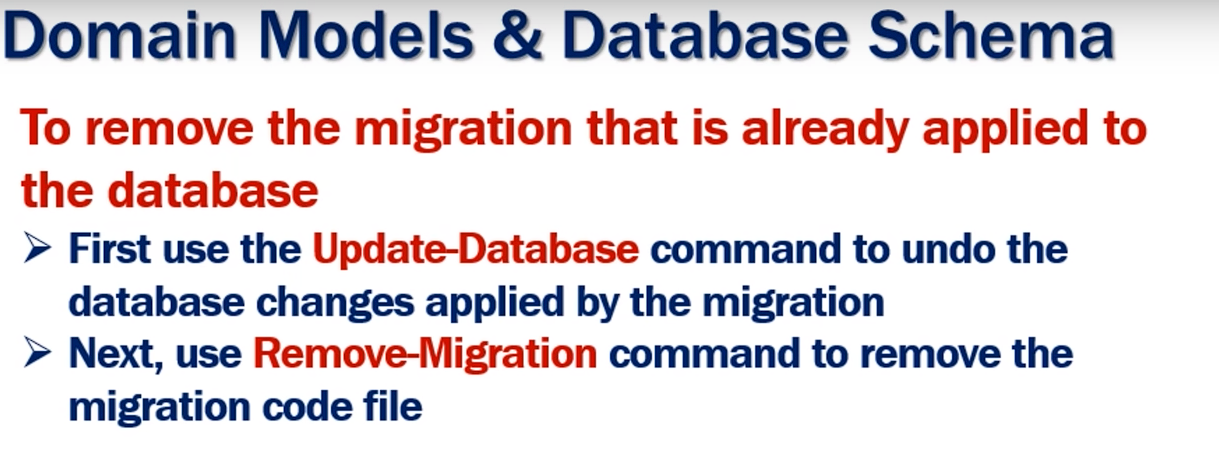 Domain Models & Database Schema
To remove the migration that is already applied to
the database
➢ First use the Update-Database command to undo the
database changes applied by the migration
➢ Next, use Remove-Migration command to remove the
migration code file